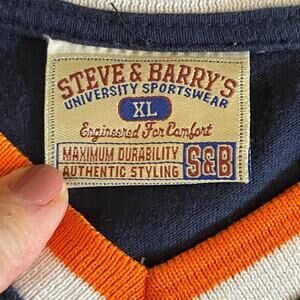 STEVE & BARRY'S
UNIVERSITY SPORTSWEAR
XL
Engineered For Comfort
MAXIMUM DURABILITY
AUTHENTIC STYLING
S&B